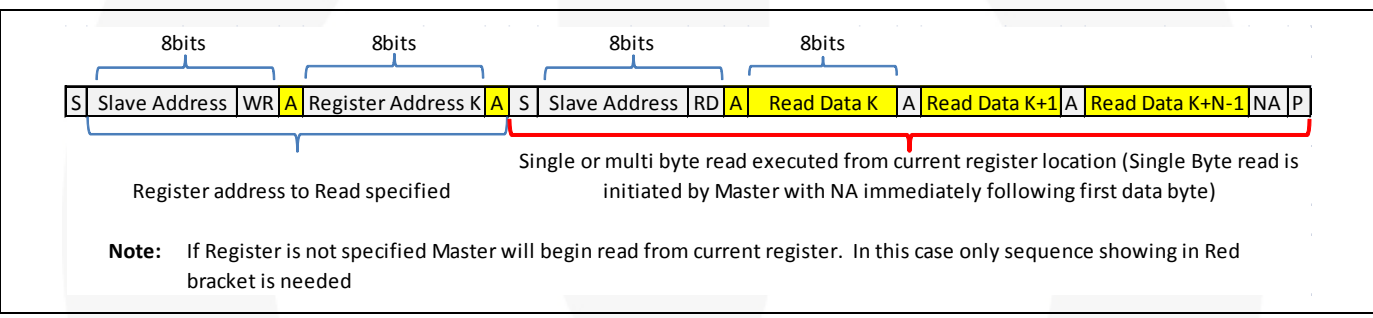 8bits 8bits 8bits 8bits
S Slave Address WR A Register Address K A S Slave Address RD A Read Data K A Read Data K+1 A Read Data K+N-1 NA P
Single or multi byte read executed from current register location (Single Byte read is
Register address to Read specified initiated by Master with NA immediately following first data byte)
Note: If Register is not specified Master will begin read from current register. In this case only sequence showing in Red
bracket is needed